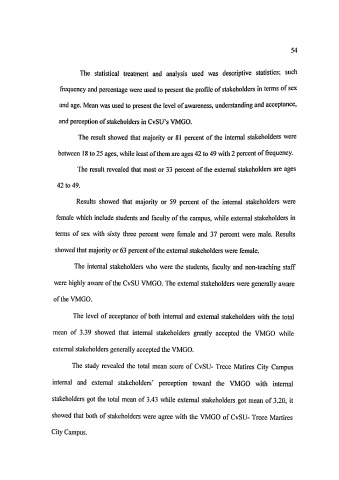 54
The statistical treatment and analysis used was descriptive statistics; such
frequency and percentage were used to present the profile of stakeholders in terms of sex
and age. Mean was used to present the level of awareness, understanding and acceptance,
and perception of stakeholders in CvSU's VMGO.
The result showed that majority or 81 percent of the internal stakeholders were
between 18 to 25 ages, while least of them are ages 42 to 49 with 2 percent of frequency.
The result revealed that most or 33 percent of the external stakeholders are ages
42 to 49.
Results showed that majority or 59 percent of the internal stakeholders were
female which include students and faculty of the campus, while external stakeholders in
terms of sex with sixty three percent were female and 37 percent were male. Results
showed that majority or 63 percent of the external stakeholders were female.
The internal stakeholders who were the students, faculty and non-teaching staff
were highly aware of the CvSU VMGO. The external stakeholders were generally aware
of the VMGO.
The level of acceptance of both internal and external stakeholders with the total
mean of 3.39 showed that internal stakeholders greatly accepted the VMGO while
external stakeholders generally accepted the VMGO.
The study revealed the total mean score of CvSU- Trece Matires City Campus
internal and external stakeholders' perception toward the VMGO with internal
stakeholders got the total mean of 3.43 while external stakeholders got mean of 3.20, it
showed that both of stakeholders were agree with the VMGO of CvSU- Trece Martires
City Campus.